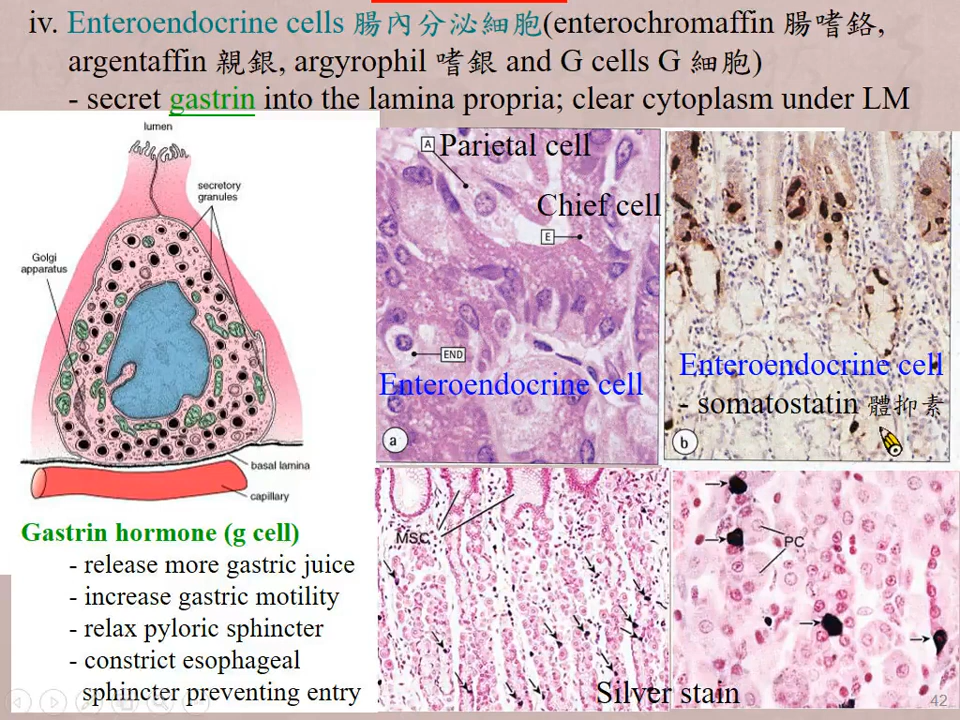 iv. Enteroendocrine cells 腸內分泌細胞(enterochromaffin 腸嗜鉻,
argentaffin 親銀, argyrophil 嗜銀 and G cells G 細胞)
- secret gastrin into the lamina propria; clear cytoplasm under LM
lumen
secretory
granules
Golgi
apparatus
basal lamina
capillary
A Parietal cell
Chief cell
E
END
Enteroendocrine cell
a
Enteroendocrine cell
- somatostatin 體抑素
b
Gastrin hormone (g cell)
- release more gastric juice
- increase gastric motility
- relax pyloric sphincter
- constrict esophageal
sphincter preventing entry
MSC
PC
Silver stain
42